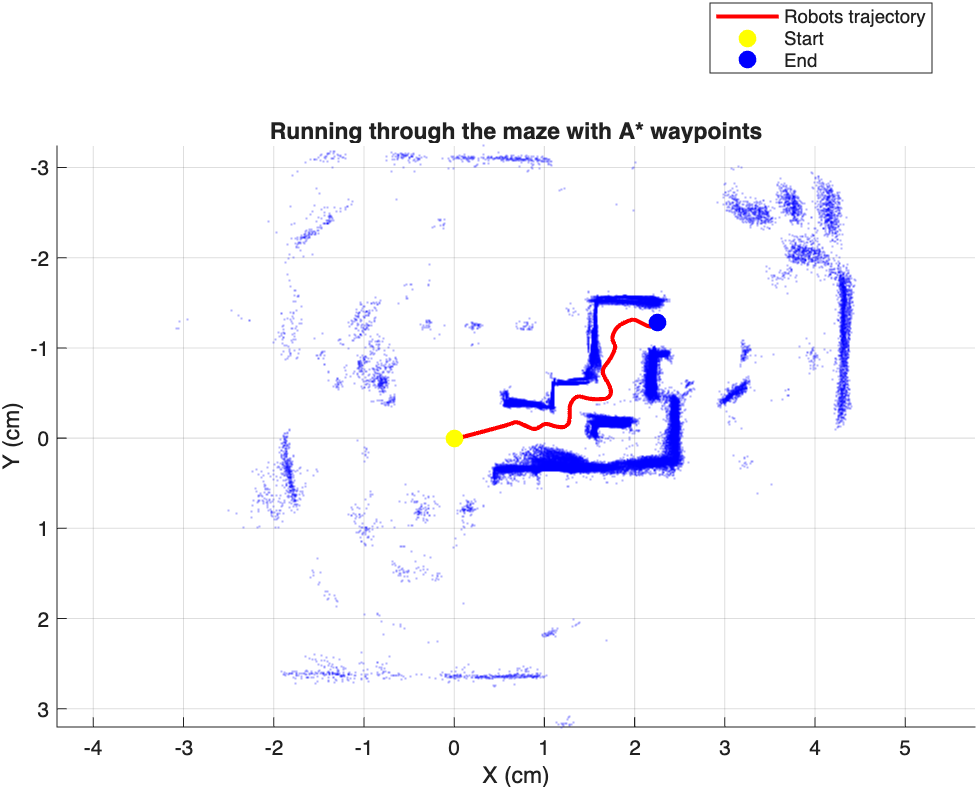 Robots trajectory
Start
End
Running through the maze with A* waypoints
-3
-2
-1
0
1
2
3
Y (cm)
-4 -3 -2 -1 0 1 2 3 4 5
X (cm)